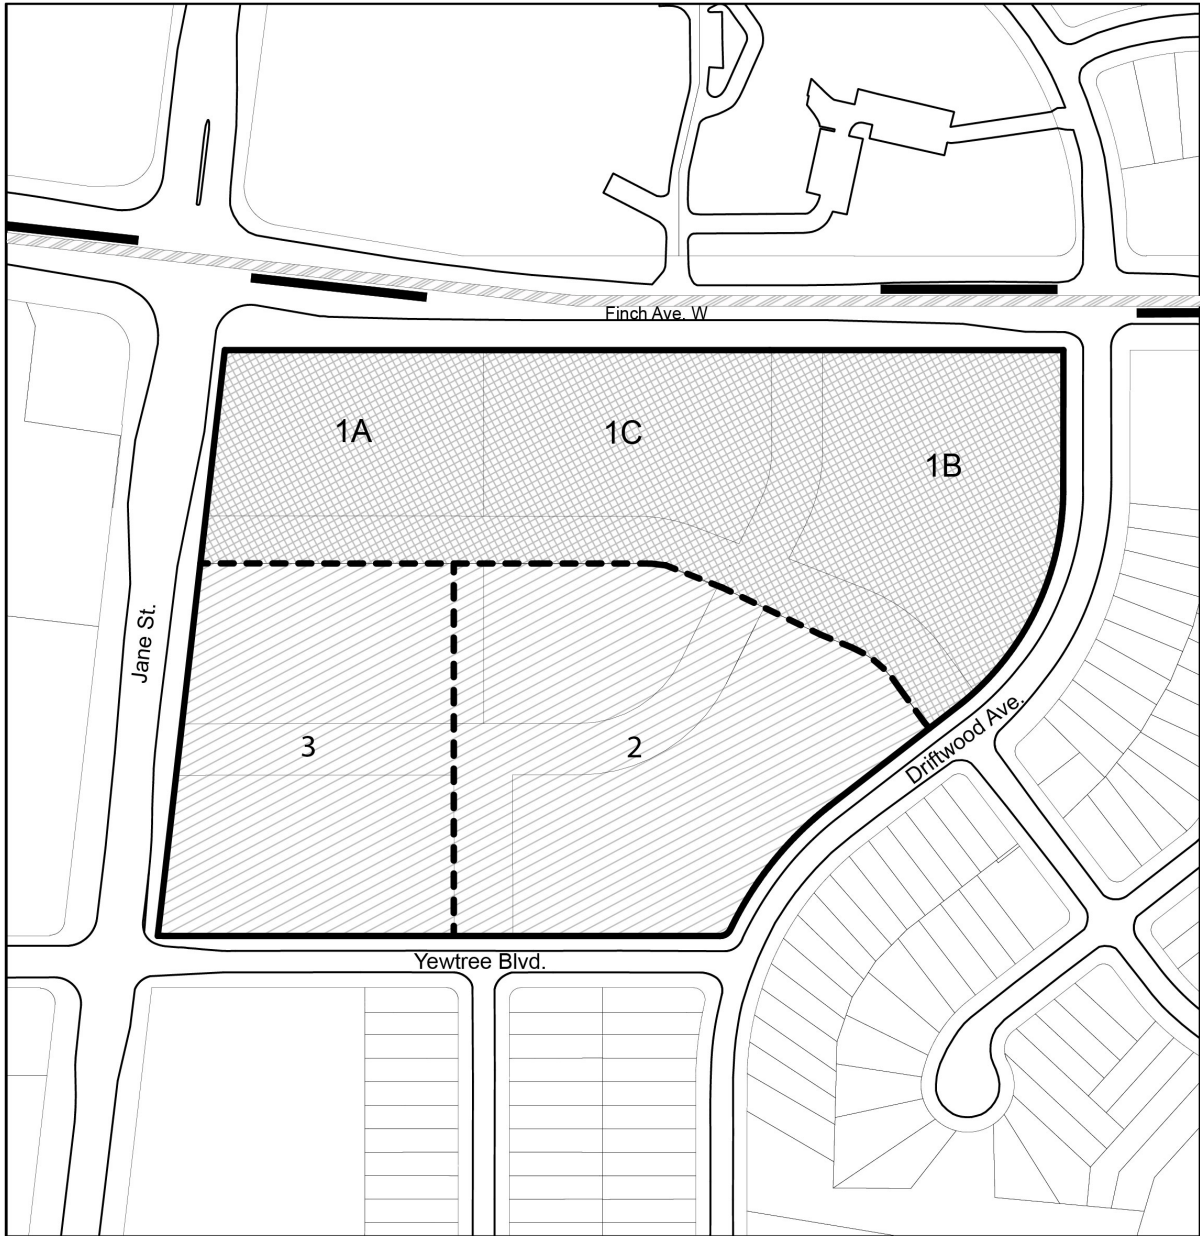 Finch Ave. W
1A
1C
1B
Jane St.
3
2
Driftwood Ave.
Yewtree Blvd.